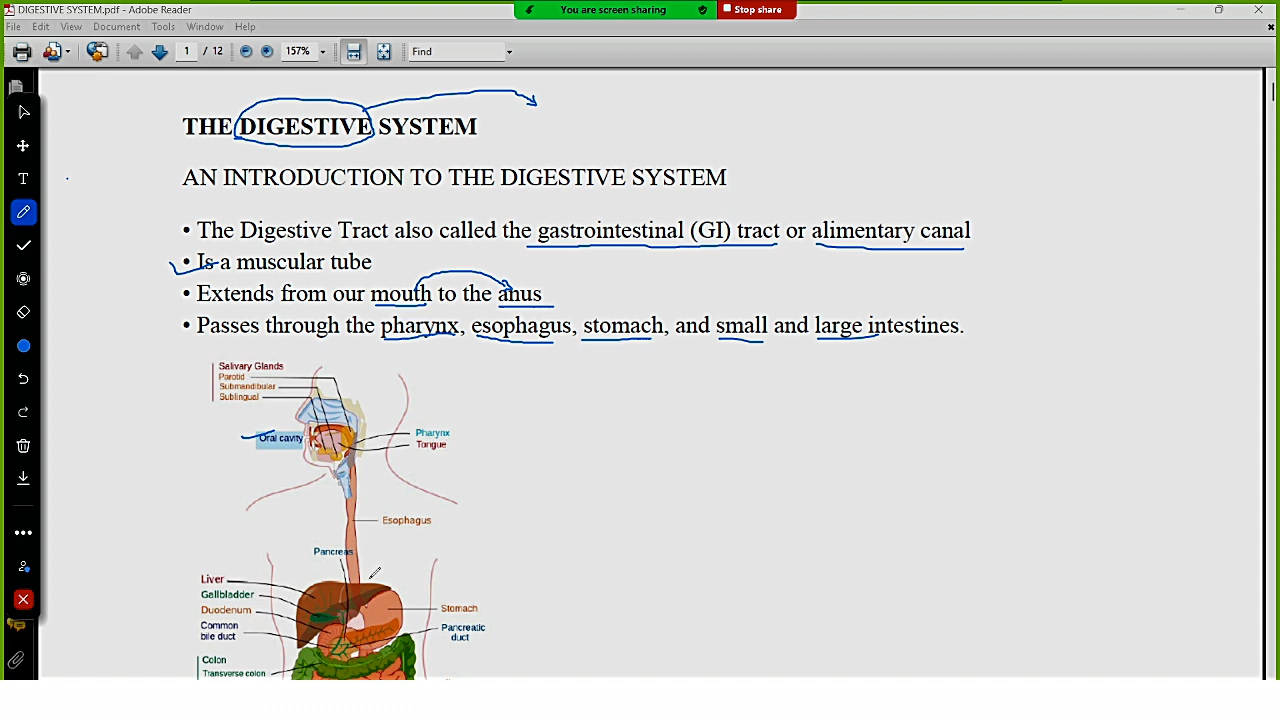 DIGESTIVE SYSTEM.pdf - Adobe Reader
You are screen sharing
Stop share
File Edit View Document Tools Window Help
1 / 12 157% Find
THE DIGESTIVE SYSTEM
AN INTRODUCTION TO THE DIGESTIVE SYSTEM
• The Digestive Tract also called the gastrointestinal (GI) tract or alimentary canal
• Is a muscular tube
• Extends from our mouth to the anus
• Passes through the pharynx, esophagus, stomach, and small and large intestines.
Salivary Glands
Parotid
Submandibular
Sublingual
Oral cavity
Pharynx
Tongue
Esophagus
Pancreas
Liver
Gallbladder
Duodenum
Common
bile duct
Stomach
Pancreatic
duct
Colon
Transverse colon